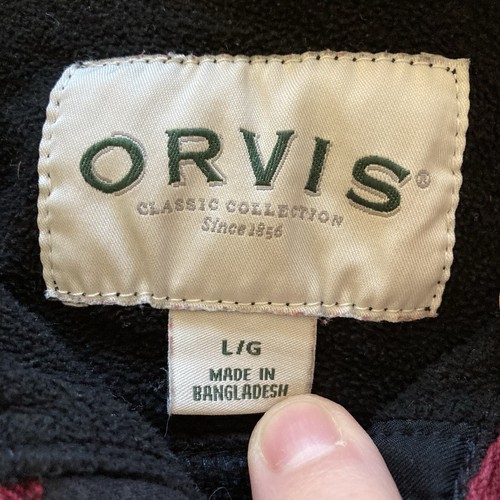 ORVIS®
CLASSIC COLLECTION
Since 1856
L/G
MADE IN
BANGLADESH